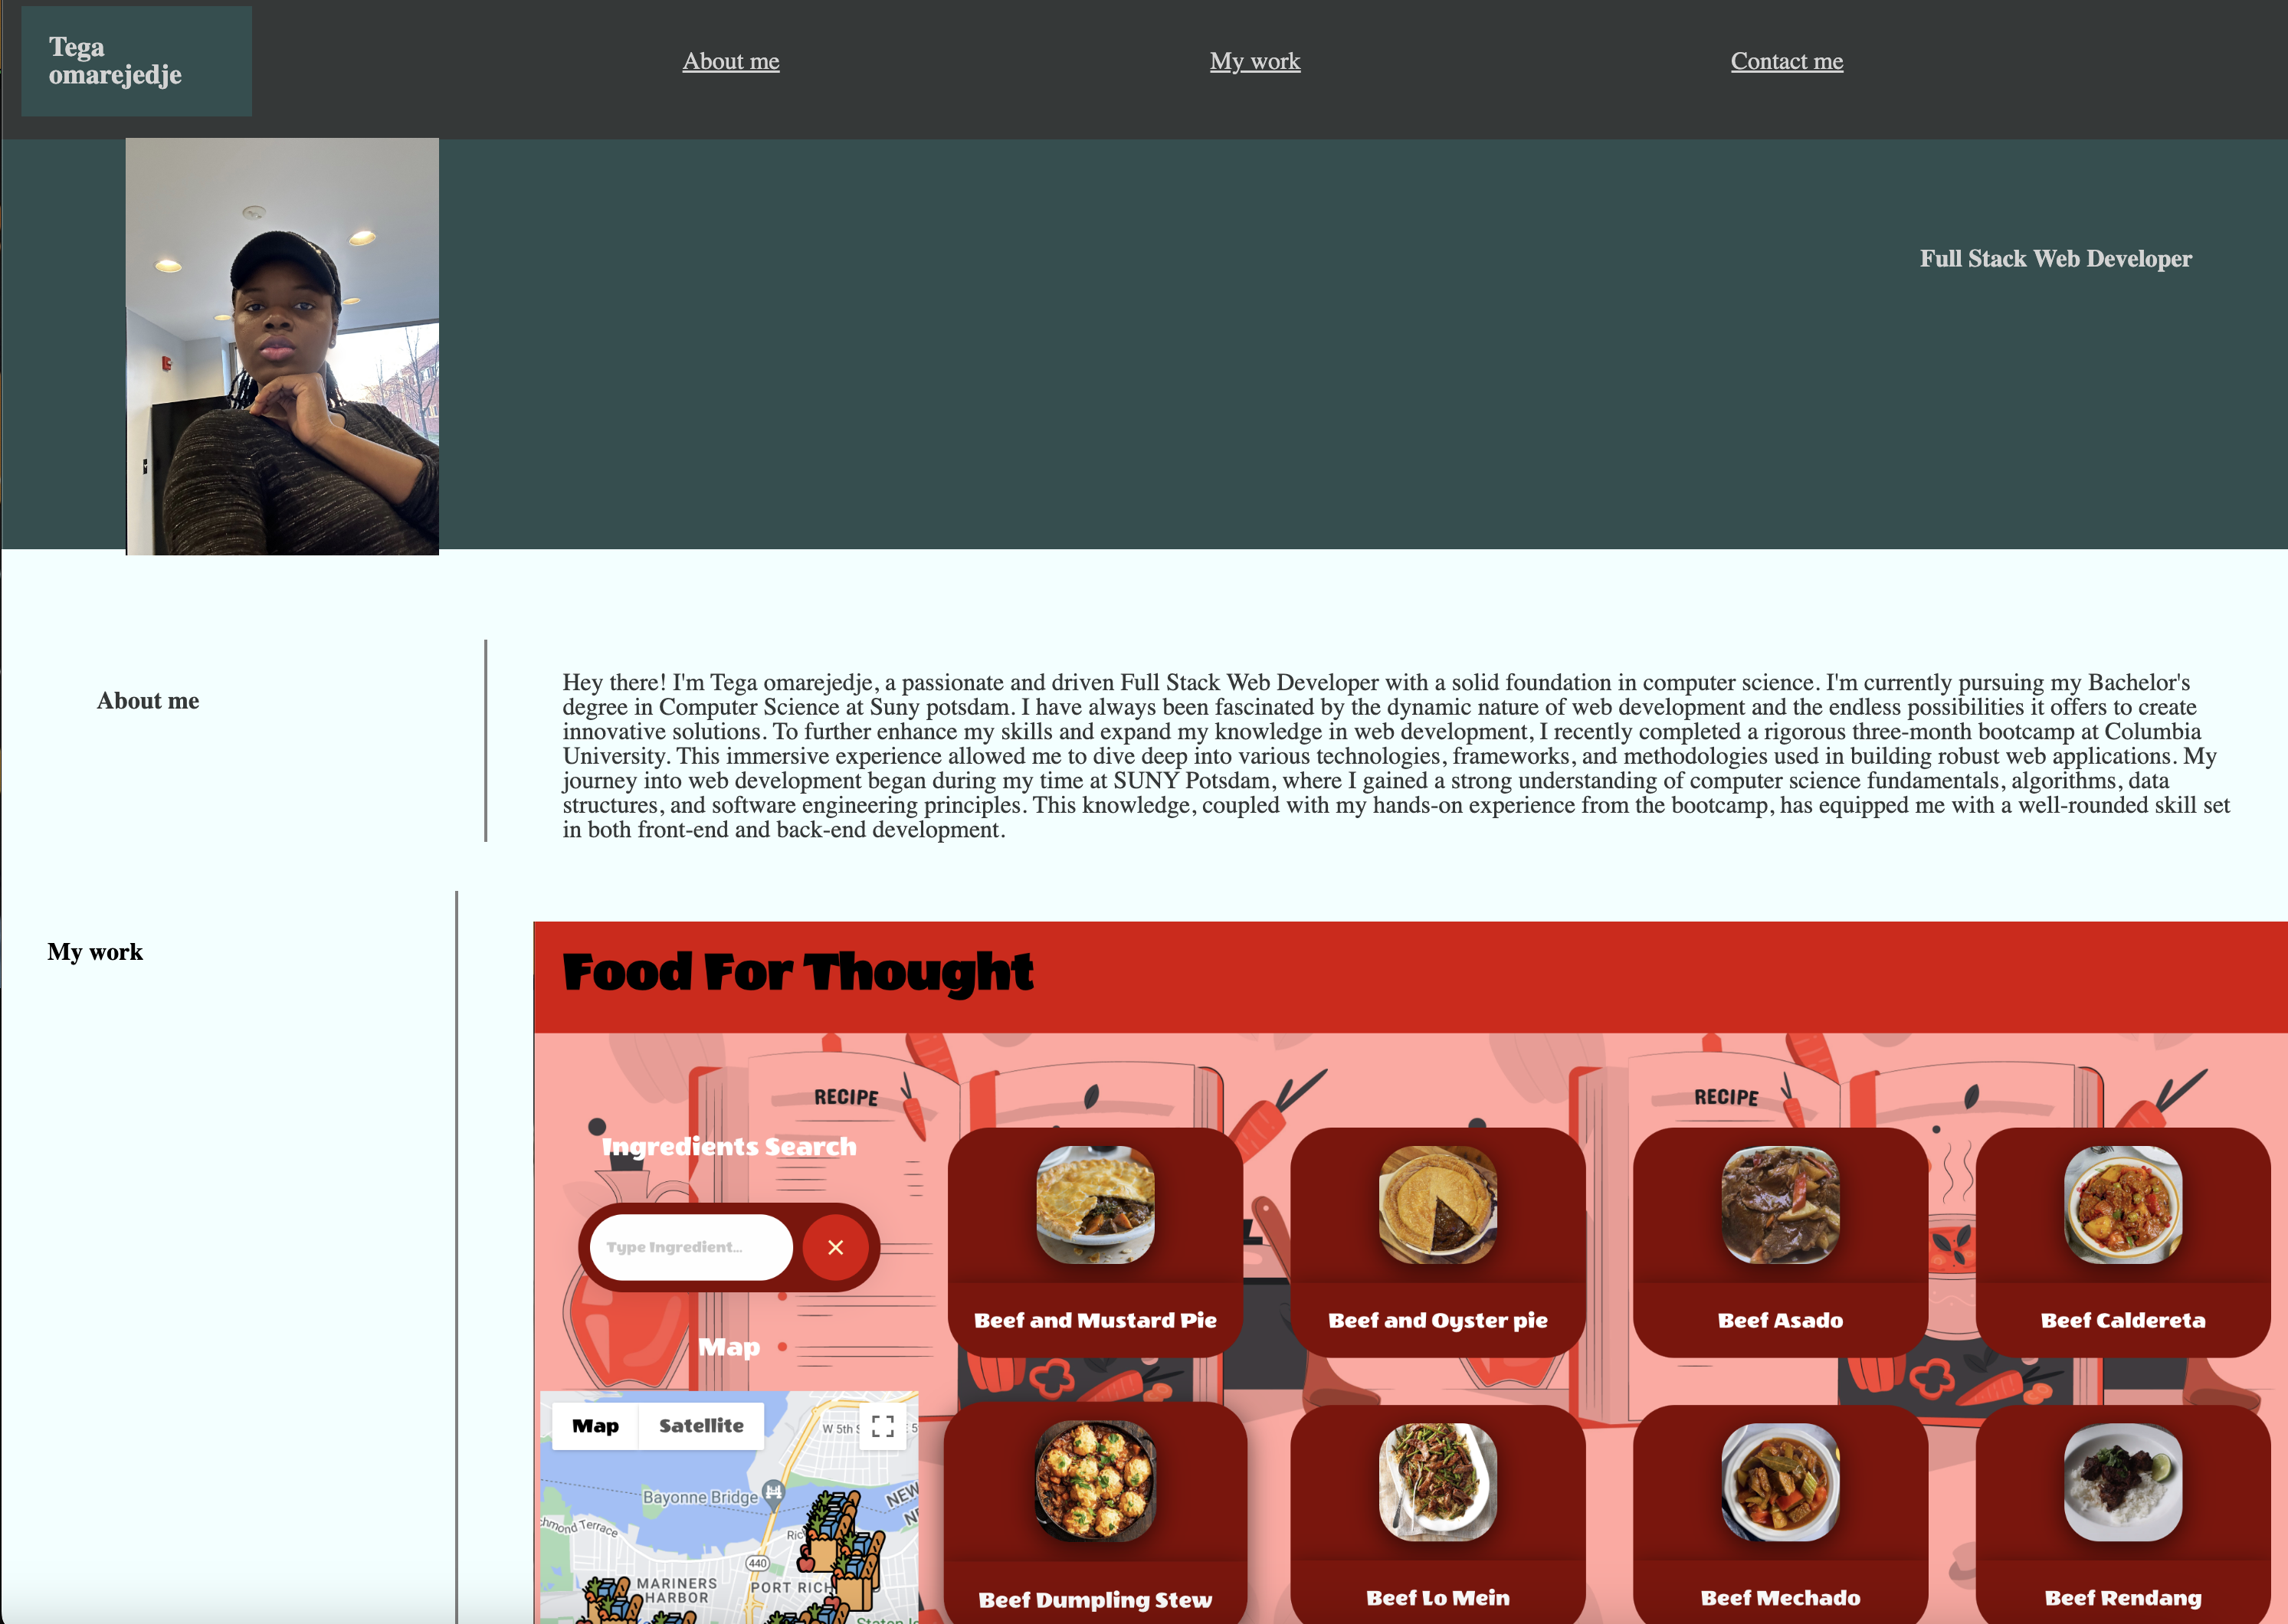 Tega
omarejedje
About me
My work
Contact me
Full Stack Web Developer
About me
Hey there! I'm Tega omarejedje, a passionate and driven Full Stack Web Developer with a solid foundation in computer science. I'm currently pursuing my Bachelor's
degree in Computer Science at Suny potsdam. I have always been fascinated by the dynamic nature of web development and the endless possibilities it offers to create
innovative solutions. To further enhance my skills and expand my knowledge in web development, I recently completed a rigorous three-month bootcamp at Columbia
University. This immersive experience allowed me to dive deep into various technologies, frameworks, and methodologies used in building robust web applications. My
journey into web development began during my time at SUNY Potsdam, where I gained a strong understanding of computer science fundamentals, algorithms, data
structures, and software engineering principles. This knowledge, coupled with my hands-on experience from the bootcamp, has equipped me with a well-rounded skill set
in both front-end and back-end development.
My work
Food For Thought
RECIPE
RECIPE
Ingredients Search
Type Ingredient...
Beef and Mustard Pie
Beef and Oyster pie
Beef Asado
Beef Caldereta
Map
Map
Satellite
W 5th
Bayonne Bridge
Terrace
440
MARINERS
HARBOR
PORT RICH
Beef Dumpling Stew
Beef Lo Mein
Beef Mechado
Beef Rendang